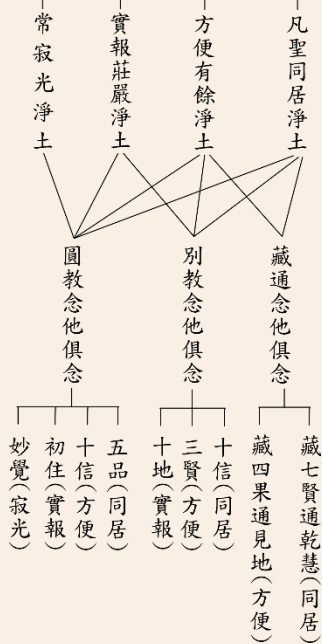 凡聖同居淨土
方便有餘淨土
實報莊嚴淨土
常寂光淨土
藏通念他俱念
別教念他俱念
圓教念他俱念
藏七賢通乾慧(同居)
藏四果通見地(方便)
十信(同居)
三賢(方便)
十地(實報)
五品(同居)
十信(方便)
初住(實報)
妙覺(寂光)